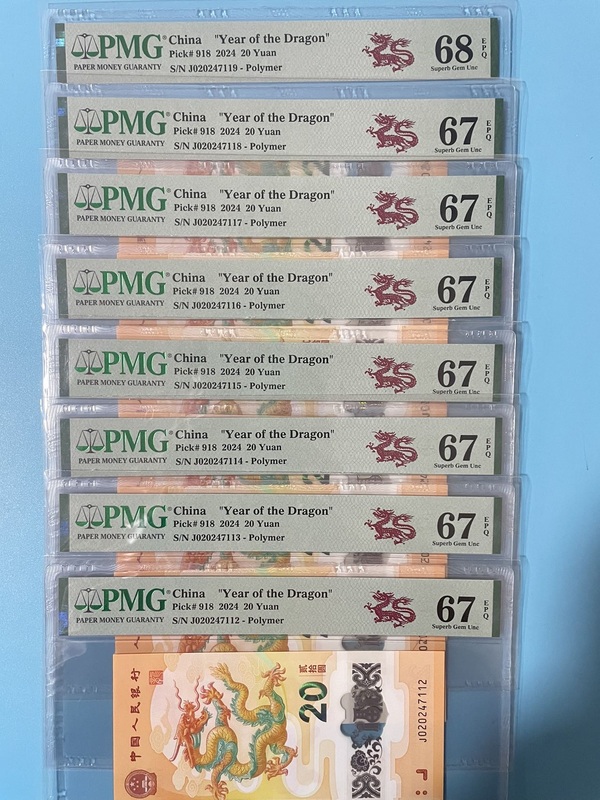 PMG
PAPER MONEY GUARANTY
China "Year of the Dragon"
Pick# 918 2024 20 Yuan
S/N J020247119 - Polymer
68
EPQ
Superb Gem Unc
PMG
PAPER MONEY GUARANTY
China "Year of the Dragon"
Pick# 918 2024 20 Yuan
S/N J020247118 - Polymer
67
EPQ
Superb Gem Unc
PMG
PAPER MONEY GUARANTY
China "Year of the Dragon"
Pick# 918 2024 20 Yuan
S/N J020247117 - Polymer
67
EPQ
Superb Gem Unc
PMG
PAPER MONEY GUARANTY
China "Year of the Dragon"
Pick# 918 2024 20 Yuan
S/N J020247116 - Polymer
67
EPQ
Superb Gem Unc
PMG
PAPER MONEY GUARANTY
China "Year of the Dragon"
Pick# 918 2024 20 Yuan
S/N J020247115 - Polymer
67
EPQ
Superb Gem Unc
PMG
PAPER MONEY GUARANTY
China "Year of the Dragon"
Pick# 918 2024 20 Yuan
S/N J020247114 - Polymer
67
EPQ
Superb Gem Unc
PMG
PAPER MONEY GUARANTY
China "Year of the Dragon"
Pick# 918 2024 20 Yuan
S/N J020247113 - Polymer
67
EPQ
Superb Gem Unc
PMG
PAPER MONEY GUARANTY
China "Year of the Dragon"
Pick# 918 2024 20 Yuan
S/N J020247112 - Polymer
67
EPQ
Superb Gem Unc
中国人民银行
20
贰拾圆
J020247112